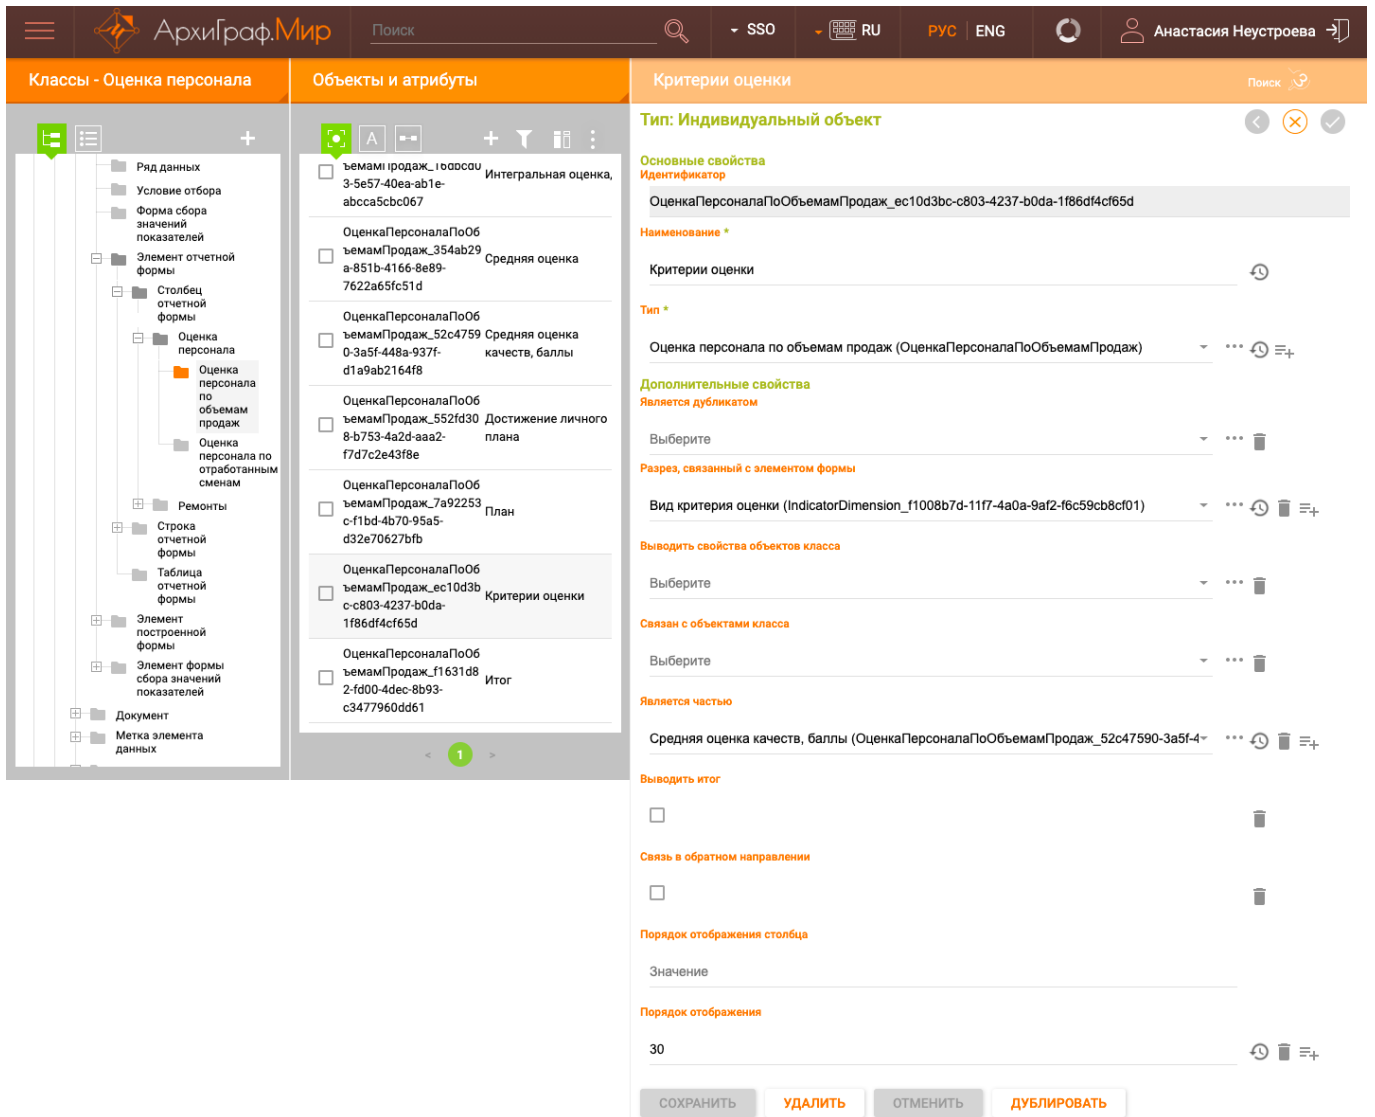 АрхиГраф.Мир
Поиск
SSO
RU
РУС
ENG
Анастасия Неустроева
Классы - Оценка персонала
Ряд данных
Условие отбора
Форма сбора
значений
показателей
Элемент отчетной
формы
Столбец
отчетной
формы
Оценка
персонала
Оценка
персонала
по
объемам
продаж
Оценка
персонала по
отработанным
сменам
Ремонты
Строка
отчетной
формы
Таблица
отчетной
формы
Элемент
построенной
формы
Элемент формы
сбора значений
показателей
Документ
Метка элемента
данных
Объекты и атрибуты
A
ъемамПродаж_16dbcd0
3-5e57-40ea-ab1e-
abcca5cbc067
Интегральная оценка,
ОценкаПерсоналаПоОб
ъемамПродаж_354ab29
a-851b-4166-8e89-
7622a65fc51d
Средняя оценка
ОценкаПерсоналаПоОб
ъемамПродаж_52c4759
0-3a5f-448a-937f-
d1a9ab2164f8
Средняя оценка
качеств, баллы
ОценкаПерсоналаПоОб
ъемамПродаж_552fd30
8-b753-4a2d-aaa2-
f7d7c2e43f8e
Достижение личного
плана
ОценкаПерсоналаПоОб
ъемамПродаж_7a92253
c-f1bd-4b70-95a5-
d32e70627bfb
План
ОценкаПерсоналаПоОб
ъемамПродаж_ec10d3b
c-c803-4237-b0da-
1f86df4cf65d
Критерии оценки
ОценкаПерсоналаПоОб
ъемамПродаж_f1631d8
2-fd00-4dec-8b93-
c3477960dd61
Итог
< 1 >
Критерии оценки
Поиск
Тип: Индивидуальный объект
Основные свойства
Идентификатор
ОценкаПерсоналаПоОбъемамПродаж_ec10d3bc-c803-4237-b0da-1f86df4cf65d
Наименование *
Критерии оценки
Тип *
Оценка персонала по объемам продаж (ОценкаПерсоналаПоОбъемамПродаж)
Дополнительные свойства
Является дубликатом
Выберите
Разрез, связанный с элементом формы
Вид критерия оценки (IndicatorDimension_f1008b7d-11f7-4a0a-9af2-f6c59cb8cf01)
Выводить свойства объектов класса
Выберите
Связан с объектами класса
Выберите
Является частью
Средняя оценка качеств, баллы (ОценкаПерсоналаПоОбъемамПродаж_52c47590-3a5f-4
Выводить итог
Связь в обратном направлении
Порядок отображения столбца
Значение
Порядок отображения
30
СОХРАНИТЬ
УДАЛИТЬ
ОТМЕНИТЬ
ДУБЛИРОВАТЬ